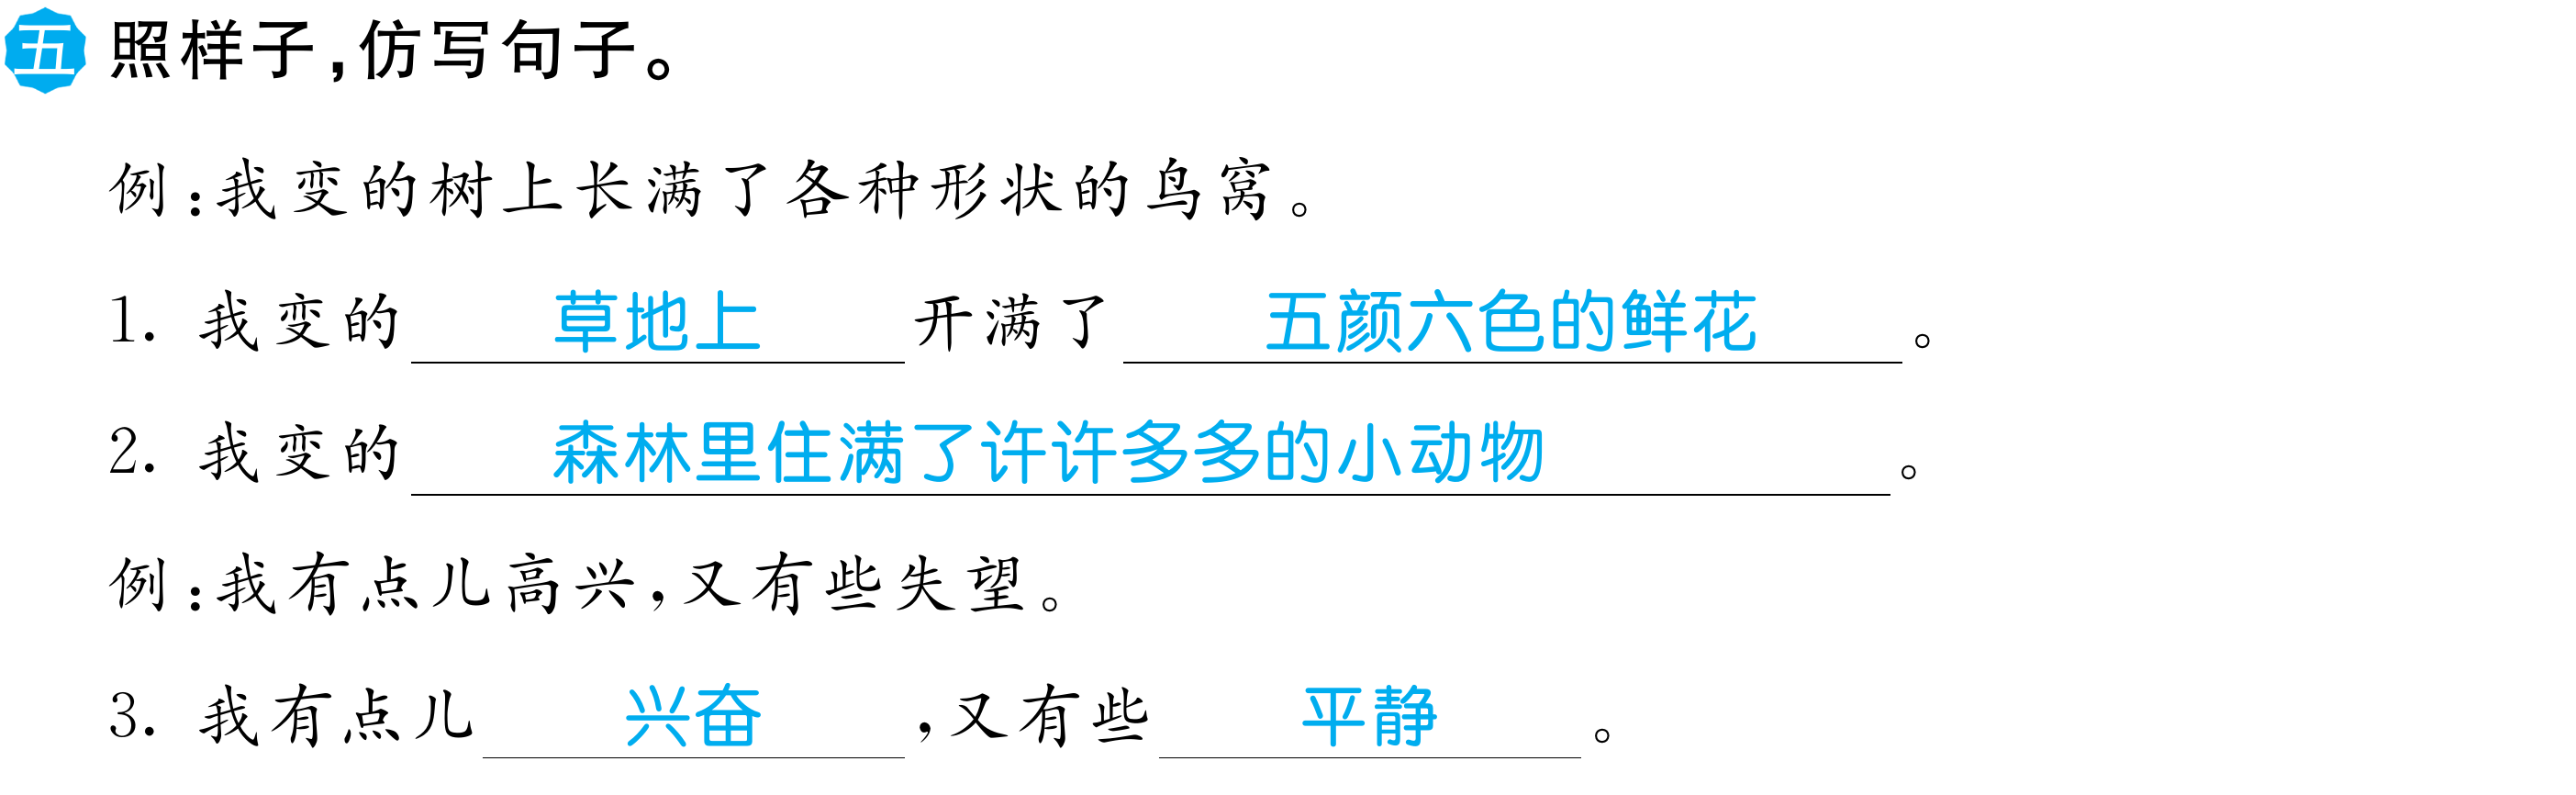 五 照样子,仿写句子。
例:我变的树上长满了各种形状的鸟窝。
1. 我变的草地上开满了五颜六色的鲜花。
2. 我变的森林里住满了许许多多的小动物。
例:我有点儿高兴,又有些失望。
3. 我有点儿兴奋,又有些平静。